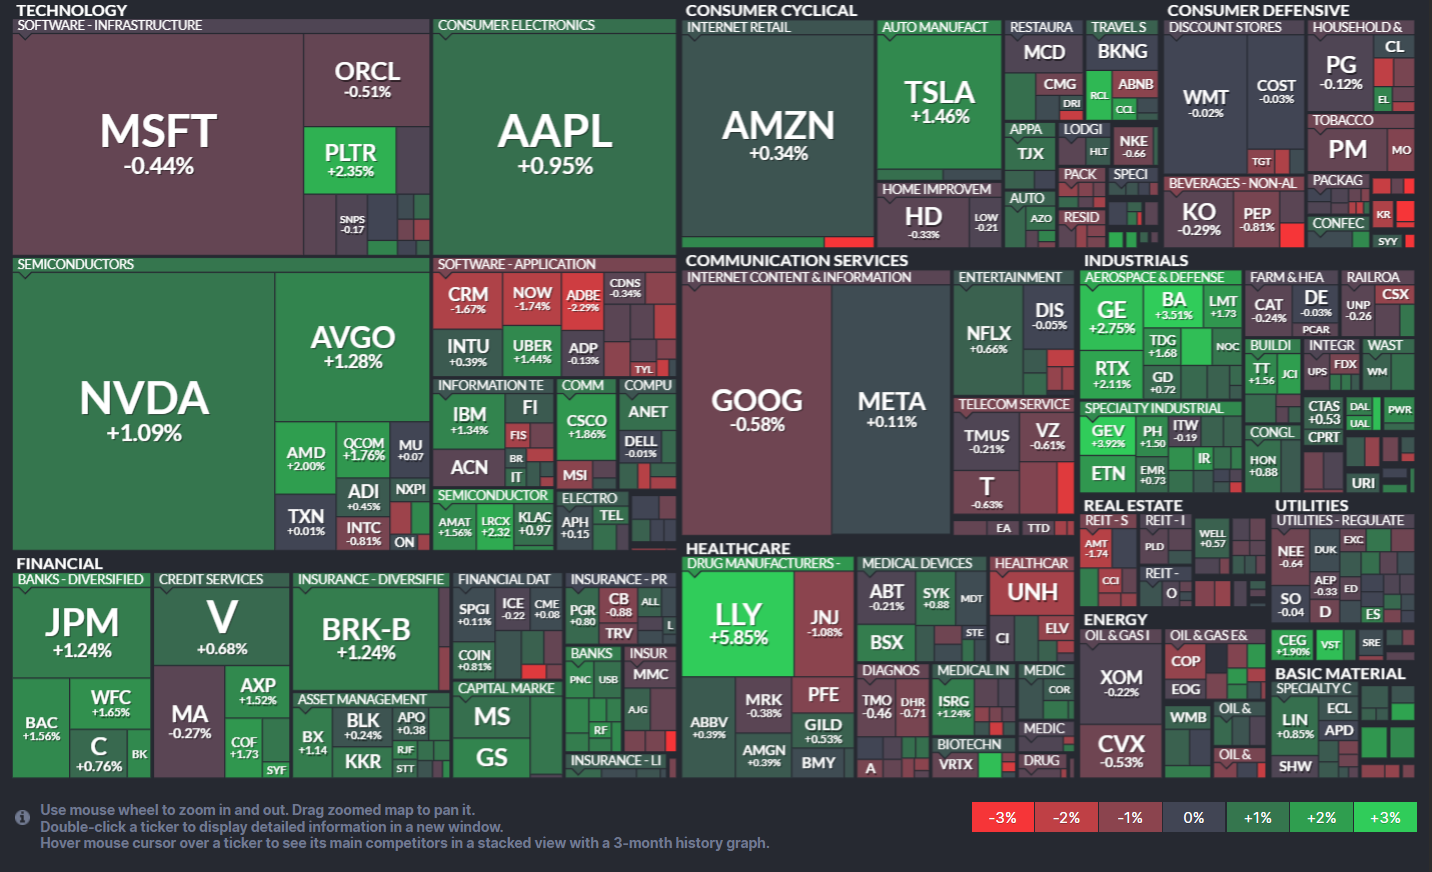 TECHNOLOGY
SOFTWARE - INFRASTRUCTURE
MSFT
-0.44%
ORCL
-0.51%
PLTR
+2.35%
SNPS
-0.17
CONSUMER ELECTRONICS
AAPL
+0.95%
SEMICONDUCTORS
NVDA
+1.09%
AVGO
+1.28%
AMD
+2.00%
QCOM
+1.76%
MU
+0.07
TXN
+0.01%
ADI
+0.45%
NXPI
INTC
-0.81%
ON
SOFTWARE - APPLICATION
CRM
-1.67%
NOW
-1.74%
ADBE
-2.29%
CDNS
-0.34%
INTU
+0.39%
UBER
+1.44%
ADP
-0.13%
TYL
INFORMATION TE
IBM
+1.34%
FI
FIS
ACN
BR
IT
COMM
CSCO
+1.86%
MSI
COMPU
ANET
DELL
-0.01%
SEMICONDUCTOR
AMAT
+1.56%
LRCX
+2.32
KLAC
+0.97
ELECTRO
APH
+0.15
TEL
CONSUMER CYCLICAL
INTERNET RETAIL
AMZN
+0.34%
AUTO MANUFACT
TSLA
+1.46%
HOME IMPROVEM
HD
-0.33%
LOW
-0.21
RESTAURA
MCD
CMG
DRI
TRAVEL S
BKNG
RCL
ABNB
CCL
APPA
TJX
LODGI
HLT
NKE
-0.66
PACK
SPECI
AUTO
AZO
RESID
CONSUMER DEFENSIVE
DISCOUNT STORES
WMT
-0.02%
COST
-0.03%
TGT
HOUSEHOLD &
PG
-0.12%
CL
EL
TOBACCO
PM
MO
BEVERAGES - NON-AL
KO
-0.29%
PEP
-0.81%
PACKAG
CONFEC
KR
SYY
COMMUNICATION SERVICES
INTERNET CONTENT & INFORMATION
GOOG
-0.58%
META
+0.11%
ENTERTAINMENT
NFLX
+0.66%
DIS
-0.05%
TELECOM SERVICE
TMUS
-0.21%
VZ
-0.61%
T
-0.63%
EA
TTD
INDUSTRIALS
AEROSPACE & DEFENSE
GE
+2.75%
BA
+3.51%
LMT
+1.73
RTX
+2.11%
TDG
+1.68
NOC
GD
+0.72
FARM & HEA
CAT
-0.24%
DE
-0.03%
PCAR
RAILROA
UNP
-0.26
CSX
BUILDI
TT
+1.56
JCI
INTEGR
UPS
FDX
WAST
WM
SPECIALTY INDUSTRIAL
GEV
+3.92%
PH
+1.50
ITW
-0.19
ETN
EMR
+0.73
IR
CONGL
HON
+0.88
CTAS
+0.53
CPRT
DAL
UAL
PWR
URI
FINANCIAL
BANKS - DIVERSIFIED
JPM
+1.24%
BAC
+1.56%
WFC
+1.65%
C
+0.76%
BK
CREDIT SERVICES
V
+0.68%
MA
-0.27%
AXP
+1.52%
COF
+1.73
SYF
INSURANCE - DIVERSIFIE
BRK-B
+1.24%
ASSET MANAGEMENT
BX
+1.14
BLK
+0.24%
APO
+0.38
KKR
RJF
STT
FINANCIAL DAT
SPGI
+0.11%
ICE
-0.22
CME
+0.08
COIN
+0.81%
CAPITAL MARKE
MS
GS
INSURANCE - PR
PGR
+0.80
CB
-0.88
ALL
TRV
L
BANKS
PNC
USB
RF
INSUR
MMC
AJG
INSURANCE - LI
HEALTHCARE
DRUG MANUFACTURERS -
LLY
+5.85%
JNJ
-1.08%
ABBV
+0.39%
MRK
-0.38%
PFE
AMGN
+0.39%
GILD
+0.53%
BMY
MEDICAL DEVICES
ABT
-0.21%
SYK
+0.88
MDT
BSX
STE
HEALTHCAR
UNH
CI
ELV
DIAGNOS
TMO
-0.46
DHR
-0.71
A
MEDICAL IN
ISRG
+1.24%
MEDIC
COR
BIOTECHN
VRTX
MEDIC
DRUG
REAL ESTATE
REIT - S
AMT
-1.74
CCI
REIT - I
PLD
WELL
+0.57
REIT -
O
UTILITIES
UTILITIES - REGULATE
NEE
-0.64
DUK
EXC
SO
-0.04
AEP
-0.33
ED
D
ES
CEG
+1.90%
VST
SRE
ENERGY
OIL & GAS I
XOM
-0.22%
CVX
-0.53%
OIL & GAS E&
COP
EOG
WMB
OIL &
OIL &
BASIC MATERIAL
SPECIALTY C
LIN
+0.85%
ECL
APD
SHW
Use mouse wheel to zoom in and out. Drag zoomed map to pan it.
Double-click a ticker to display detailed information in a new window.
Hover mouse cursor over a ticker to see its main competitors in a stacked view with a 3-month history graph.
-3%
-2%
-1%
0%
+1%
+2%
+3%